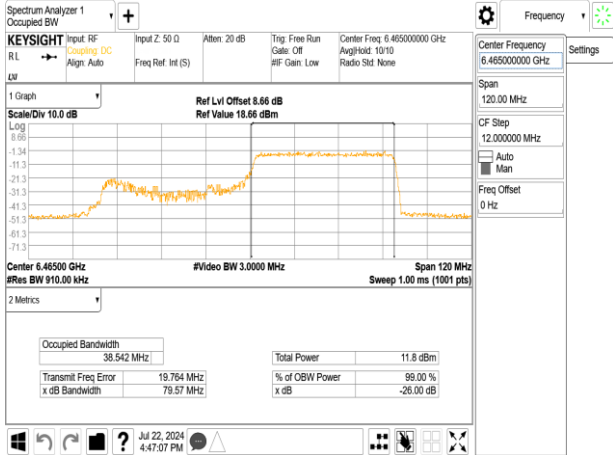 Spectrum Analyzer 1
Occupied BW
Frequency
KEYSIGHT Input: RF Input Z: 50 Ω Atten: 20 dB Trig: Free Run Center Freq: 6.465000000 GHz
RL Coupling: DC Gate: Off Avg|Hold: 10/10
Align: Auto Freq Ref: Int (S) #IF Gain: Low Radio Std: None
Center Frequency
6.465000000 GHz
Settings
Span
120.00 MHz
CF Step
12.000000 MHz
Auto
Man
Freq Offset
0 Hz
1 Graph
Ref Lvl Offset 8.66 dB
Scale/Div 10.0 dB Ref Value 18.66 dBm
Log
8.66
-1.34
-11.3
-21.3
-31.3
-41.3
-51.3
-61.3
-71.3
Center 6.46500 GHz #Video BW 3.0000 MHz Span 120 MHz
#Res BW 910.00 kHz Sweep 1.00 ms (1001 pts)
2 Metrics
Occupied Bandwidth
38.542 MHz Total Power 11.8 dBm
Transmit Freq Error 19.764 MHz % of OBW Power 99.00 %
x dB Bandwidth 79.57 MHz x dB -26.00 dB
?
Jul 22, 2024
4:47:07 PM